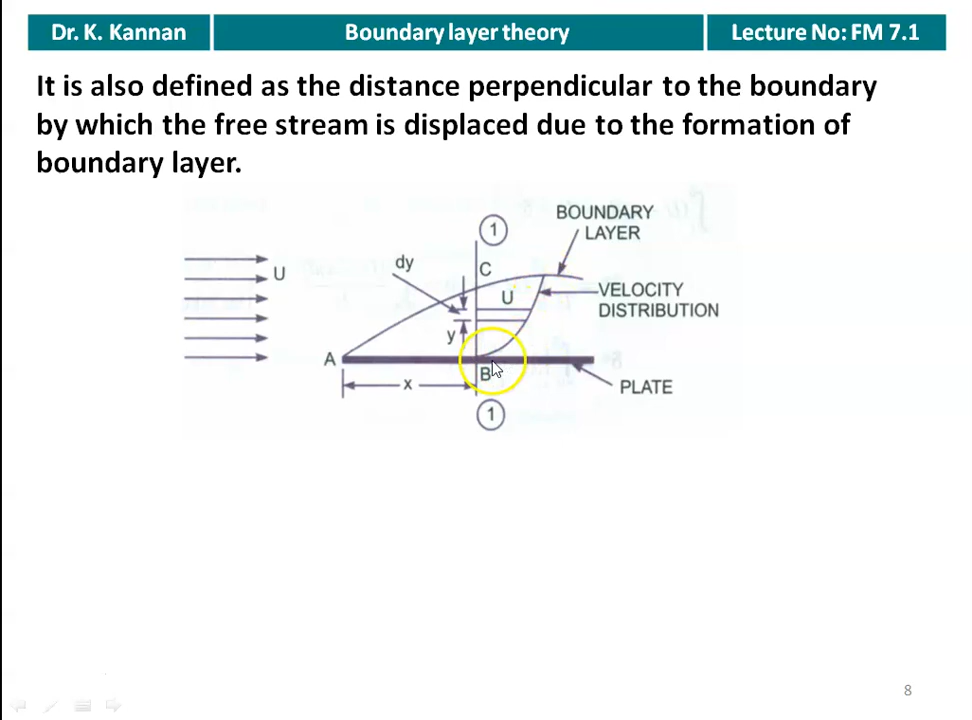 Dr. K. Kannan
Boundary layer theory
Lecture No: FM 7.1
It is also defined as the distance perpendicular to the boundary
by which the free stream is displaced due to the formation of
boundary layer.
1
BOUNDARY
LAYER
U
dy
C
U
VELOCITY
DISTRIBUTION
y
A
B
x
PLATE
1
8